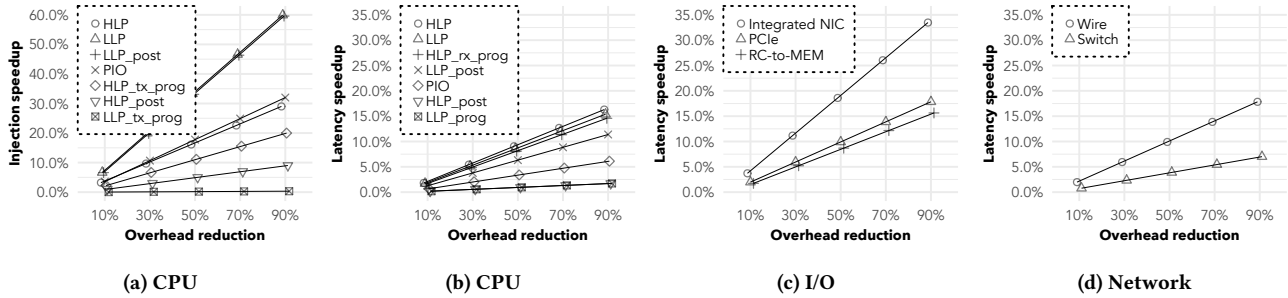 Injection speedup
60.0%
50.0%
40.0%
30.0%
20.0%
10.0%
0.0%
HLP
LLP
LLP_post
PIO
HLP_tx_prog
HLP_post
LLP_tx_prog
10% 30% 50% 70% 90%
Overhead reduction
(a) CPU
Latency speedup
35.0%
30.0%
25.0%
20.0%
15.0%
10.0%
5.0%
0.0%
HLP
LLP
HLP_rx_prog
LLP_post
PIO
HLP_post
LLP_prog
10% 30% 50% 70% 90%
Overhead reduction
(b) CPU
Latency speedup
35.0%
30.0%
25.0%
20.0%
15.0%
10.0%
5.0%
0.0%
Integrated NIC
PCIe
RC-to-MEM
10% 30% 50% 70% 90%
Overhead reduction
(c) I/O
Latency speedup
35.0%
30.0%
25.0%
20.0%
15.0%
10.0%
5.0%
0.0%
Wire
Switch
10% 30% 50% 70% 90%
Overhead reduction
(d) Network